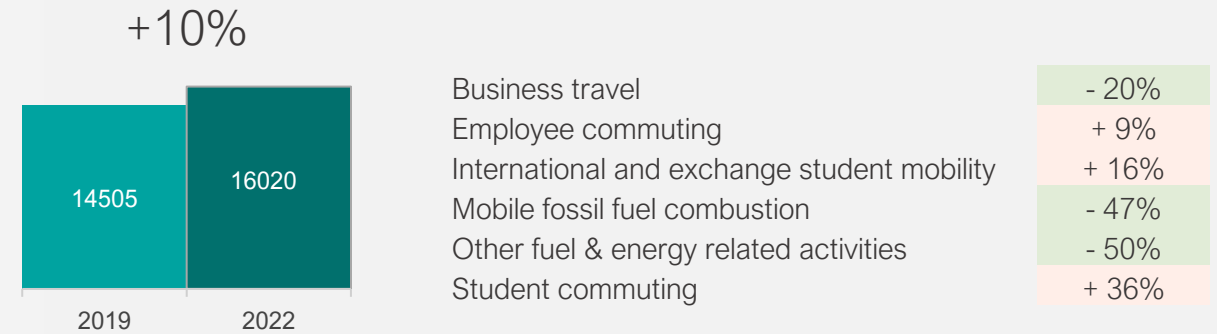 +10%
14505
16020
2019
2022
Business travel - 20%
Employee commuting + 9%
International and exchange student mobility + 16%
Mobile fossil fuel combustion - 47%
Other fuel & energy related activities - 50%
Student commuting + 36%